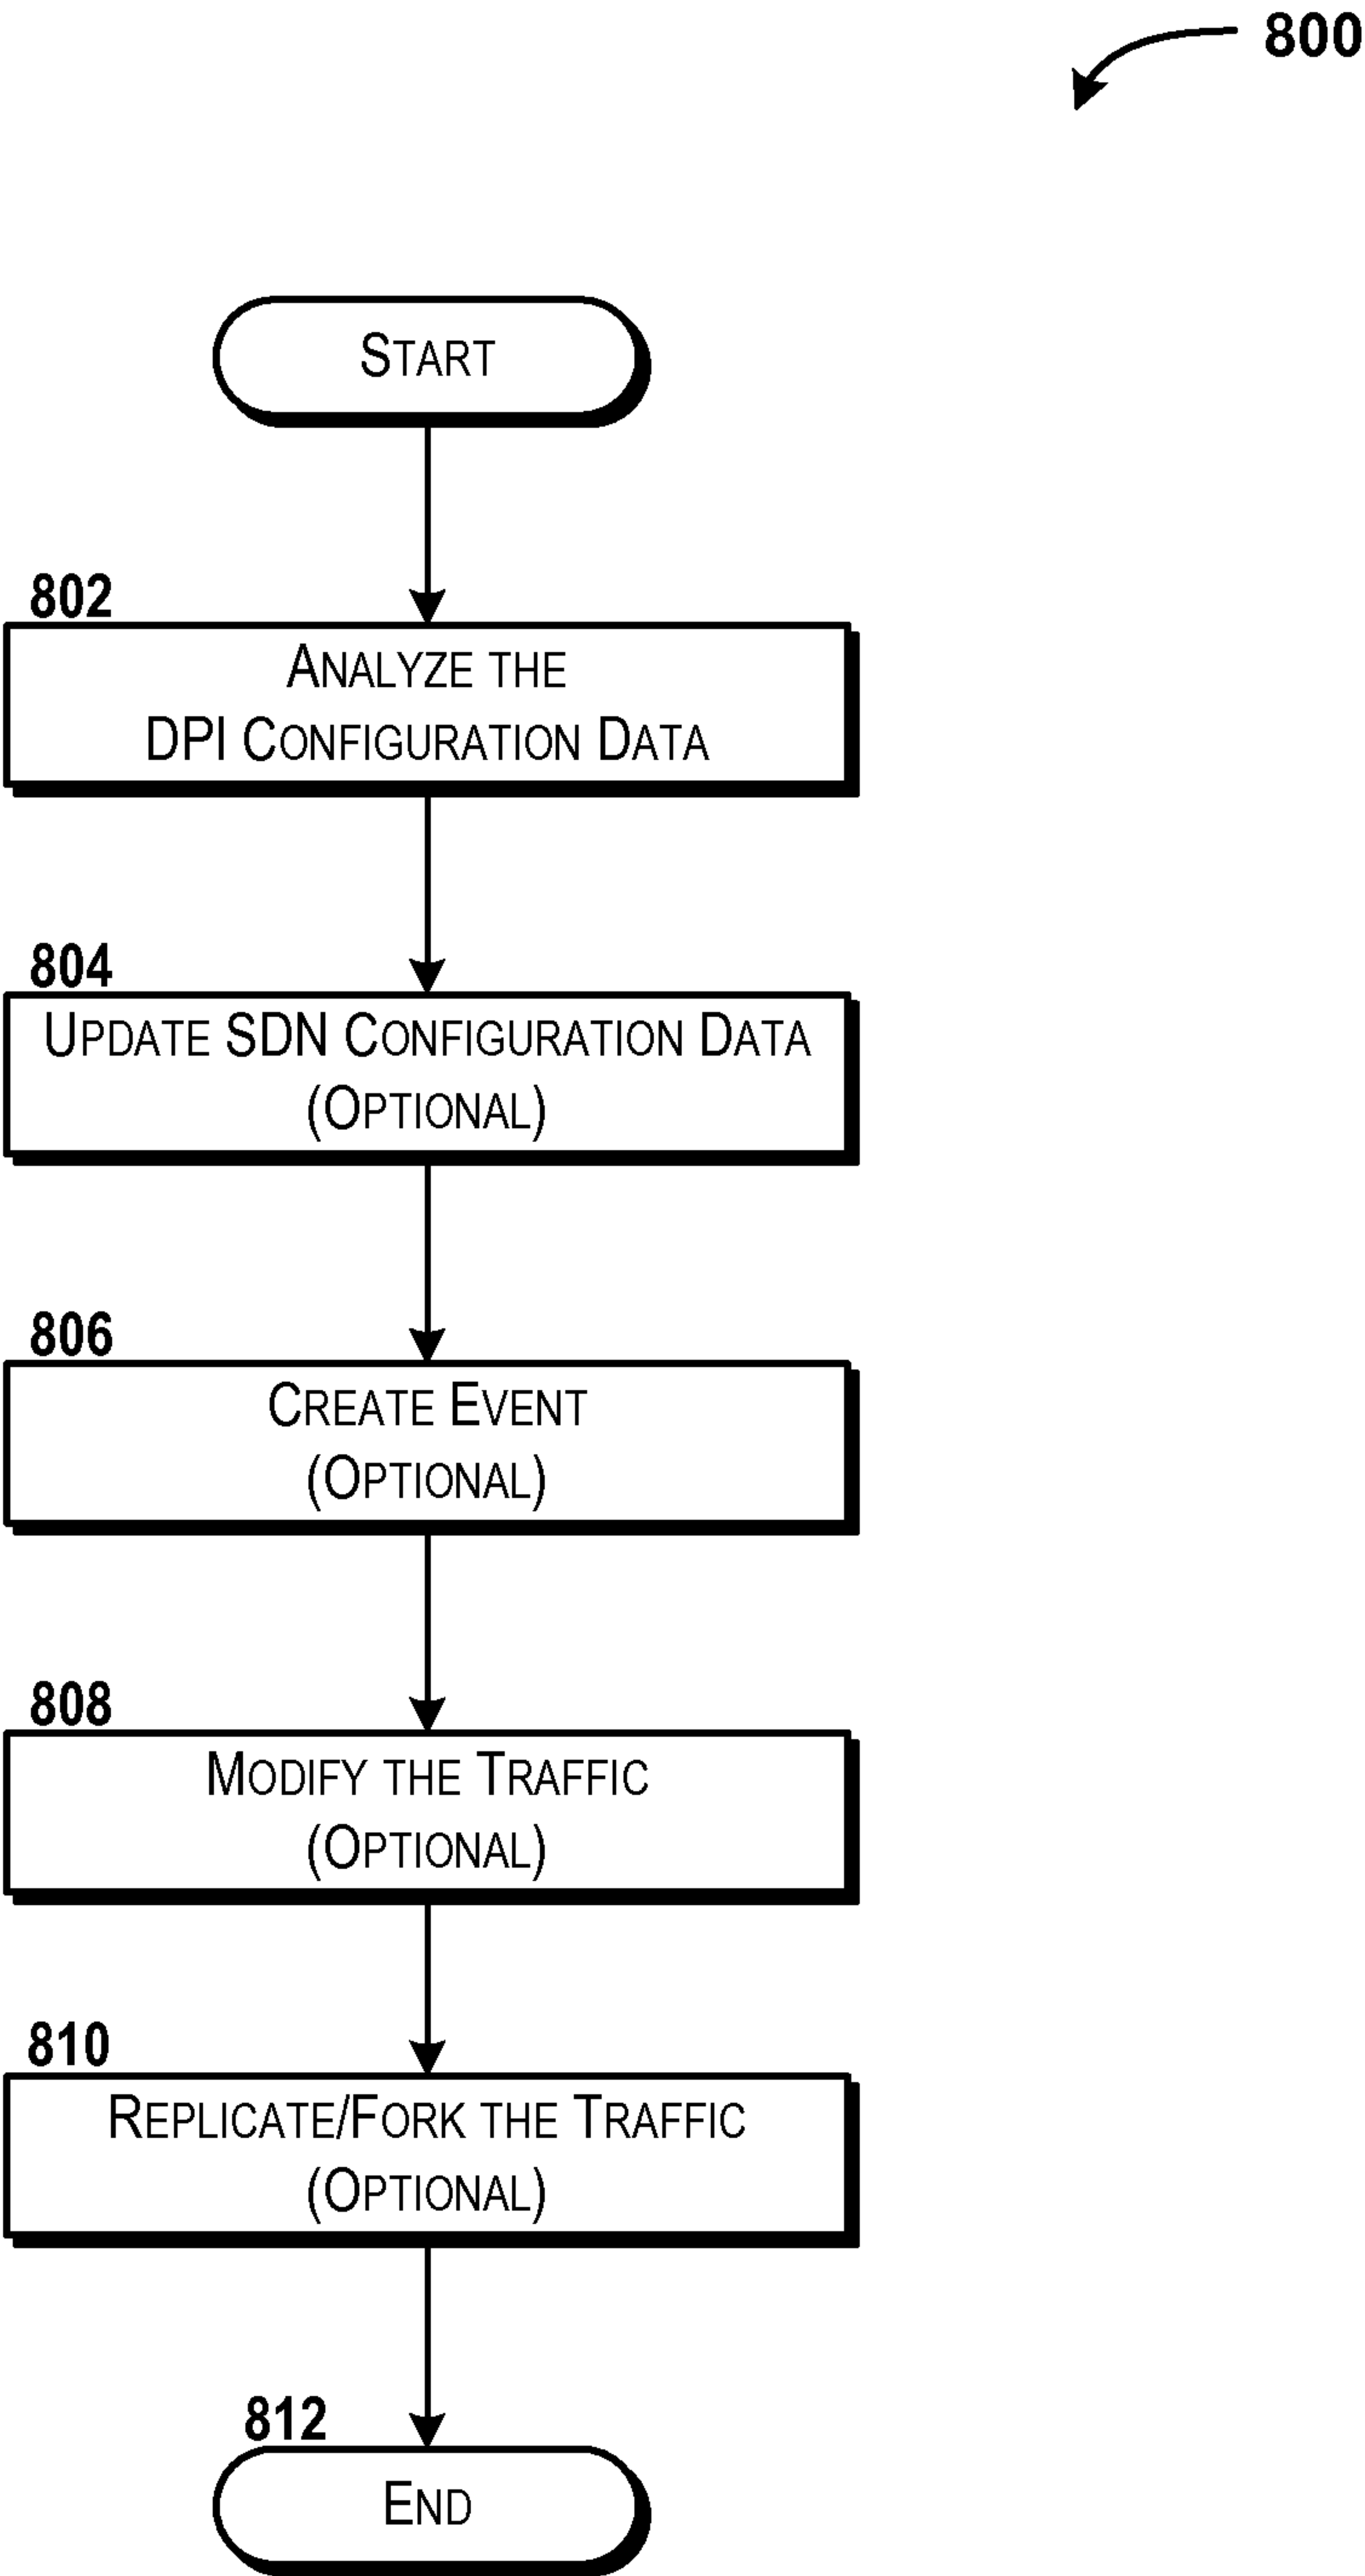 800
START
802
ANALYZE THE
DPI CONFIGURATION DATA
804
UPDATE SDN CONFIGURATION DATA
(OPTIONAL)
806
CREATE EVENT
(OPTIONAL)
808
MODIFY THE TRAFFIC
(OPTIONAL)
810
REPLICATE/FORK THE TRAFFIC
(OPTIONAL)
812
END